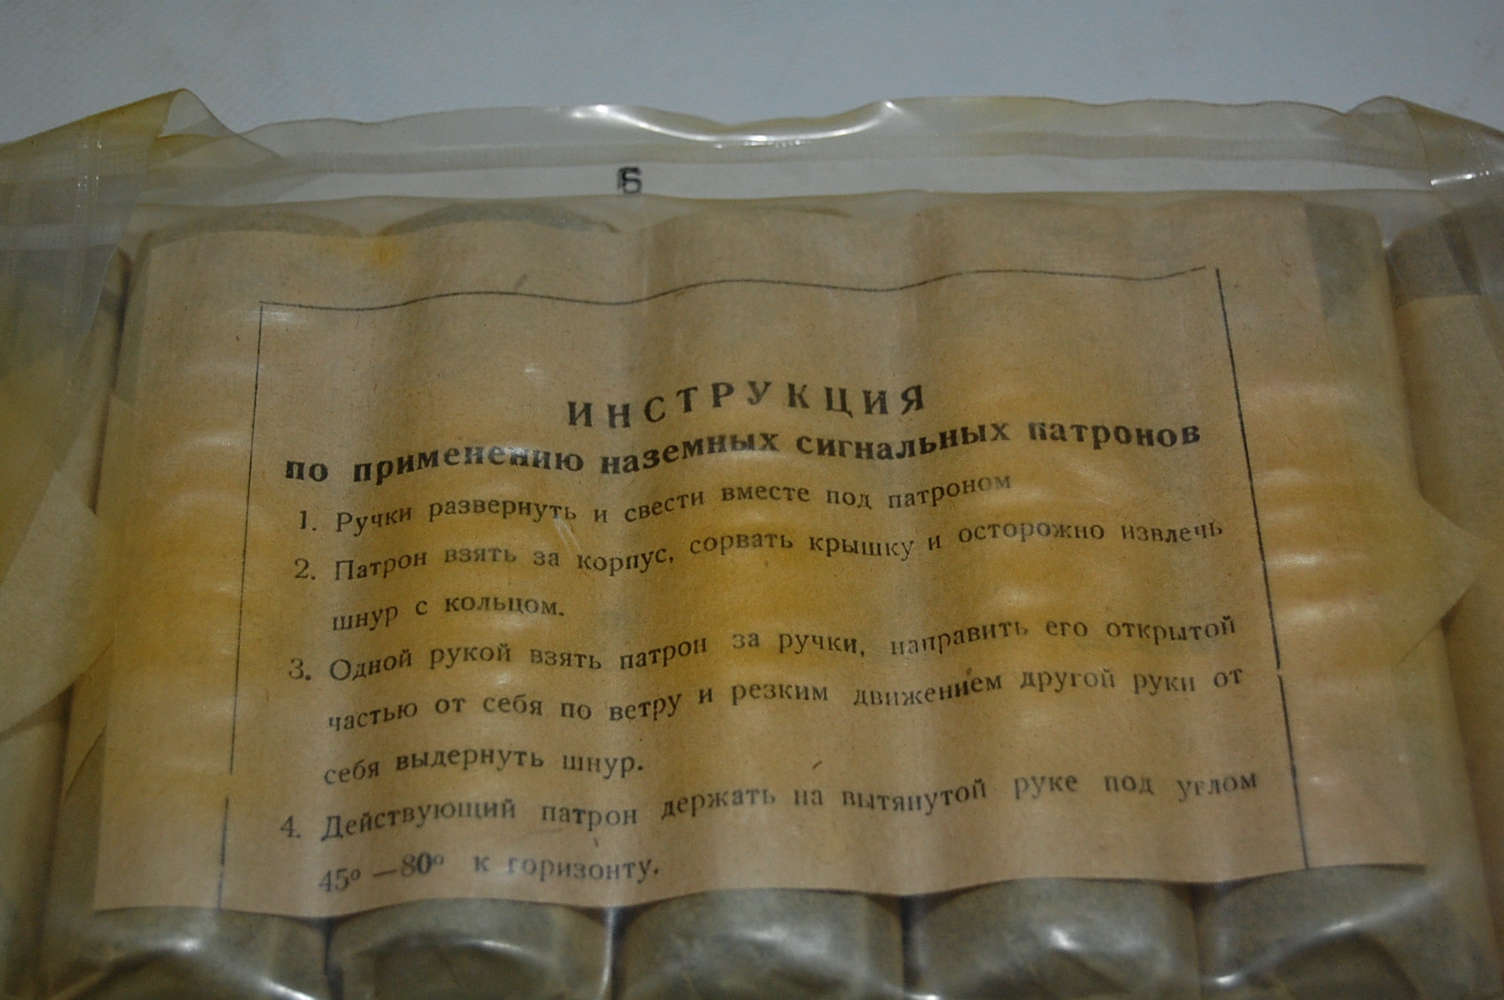 ИНСТРУКЦИЯ
по применению наземных сигнальных патронов
1. Ручки развернуть и свести вместе под патроном
2. Патрон взять за корпус, сорвать крышку и осторожно извлечь
шнур с кольцом.
3. Одной рукой взять патрон за ручки, направить его открытой
частью от себя по ветру и резким движением другой руки от
себя выдернуть шнур.
4. Действующий патрон держать на вытянутой руке под углом
45° —80° к горизонту.